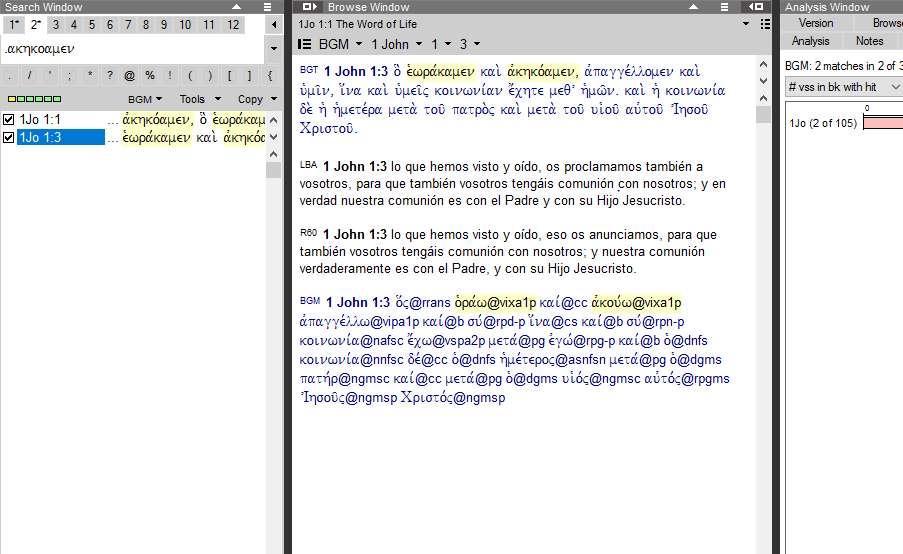 Search Window
1* 2* 3 4 5 6 7 8 9 10 11 12
.ακηκοαμεν
. / ' ; * ? @ % ! ( ) [ ] {
BGM Tools Copy
1Jo 1:1 ... ἀκηκόαμεν, ὃ ἑωράκαμ
1Jo 1:3 ... ἑωράκαμεν καὶ ἀκηκόα
Browse Window
1Jo 1:1 The Word of Life
BGM 1 John 1 3
BGT 1 John 1:3 ὃ ἑωράκαμεν καὶ ἀκηκόαμεν, ἀπαγγέλλομεν καὶ
ὑμῖν, ἵνα καὶ ὑμεῖς κοινωνίαν ἔχητε μεθ᾽ ἡμῶν. καὶ ἡ κοινωνία
δὲ ἡ ἡμετέρα μετὰ τοῦ πατρὸς καὶ μετὰ τοῦ υἱοῦ αὐτοῦ Ἰησοῦ
Χριστοῦ.
LBA 1 John 1:3 lo que hemos visto y oído, os proclamamos también a
vosotros, para que también vosotros tengáis comunión con nosotros; y en
verdad nuestra comunión es con el Padre y con su Hijo Jesucristo.
R60 1 John 1:3 lo que hemos visto y oído, eso os anunciamos, para que
también vosotros tengáis comunión con nosotros; y nuestra comunión
verdaderamente es con el Padre, y con su Hijo Jesucristo.
BGM 1 John 1:3 ὅς@rrans ὁράω@vixa1p καί@cc ἀκούω@vixa1p
ἀπαγγέλλω@vipa1p καί@b σύ@rpd-p ἵνα@cs καί@b σύ@rpn-p
κοινωνία@nafsc ἔχω@vspa2p μετά@pg ἐγώ@rpg-p καί@b ὁ@dnfs
κοινωνία@nnfsc δέ@cc ὁ@dnfs ἡμέτερος@asnfsn μετά@pg ὁ@dgms
πατήρ@ngmsc καί@cc μετά@pg ὁ@dgms υἱός@ngmsc αὐτός@rpgms
Ἰησοῦς@ngmsp Χριστός@ngmsp
Analysis Window
Version Brows
Analysis Notes
BGM: 2 matches in 2 of 3
# vss in bk with hit
0
1Jo (2 of 105)